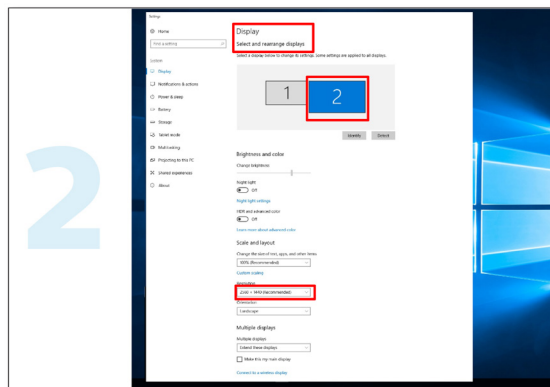 2
Settings
Home
Find a setting
System
Display
Notifications & actions
Power & sleep
Battery
Storage
Tablet mode
Multitasking
Projecting to this PC
Shared experiences
About
Display
Select and rearrange displays
Select a display below to change its settings. Some settings are applied to all displays.
1
2
Identify
Detect
Brightness and color
Change brightness
Night light
Off
Night light settings
HDR and advanced color
Off
Learn more about advanced color
Scale and layout
Change the size of text, apps, and other items
100% (Recommended)
Custom scaling
Resolution
2560 × 1440 (Recommended)
Orientation
Landscape
Multiple displays
Multiple displays
Extend these displays
Make this my main display
Connect to a wireless display